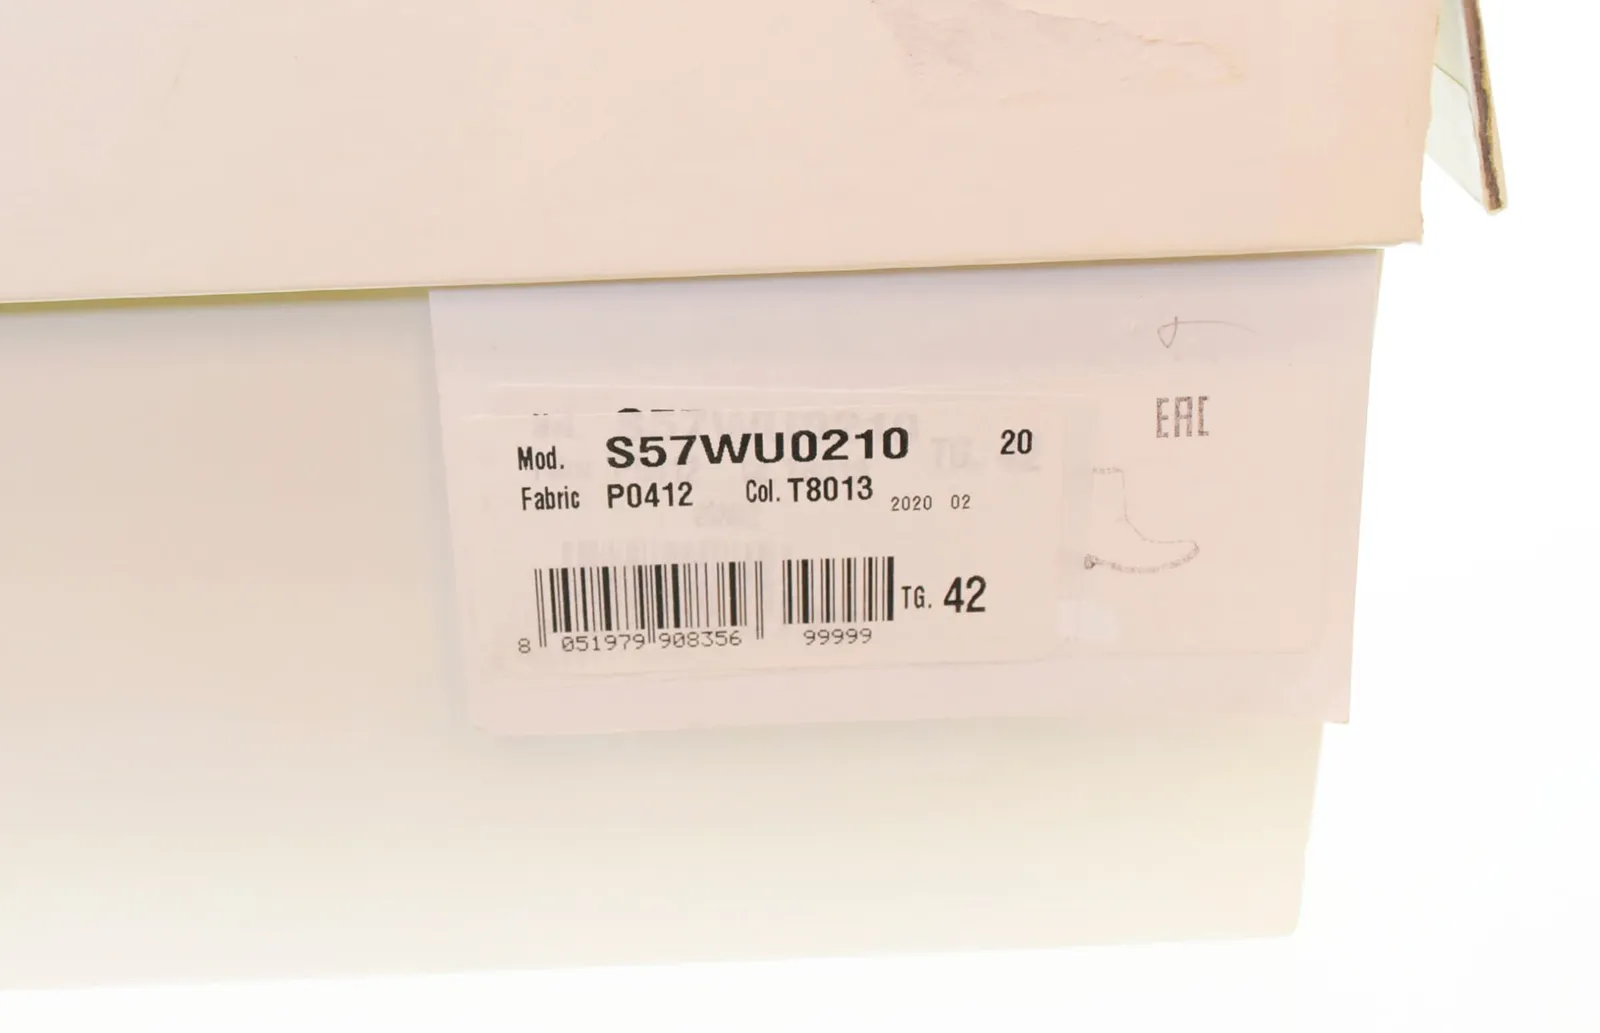 EAC
Mod. S57WU0210 20
Fabric P0412 Col. T8013 2020 02
TG. 42
8 051979 908356 99999